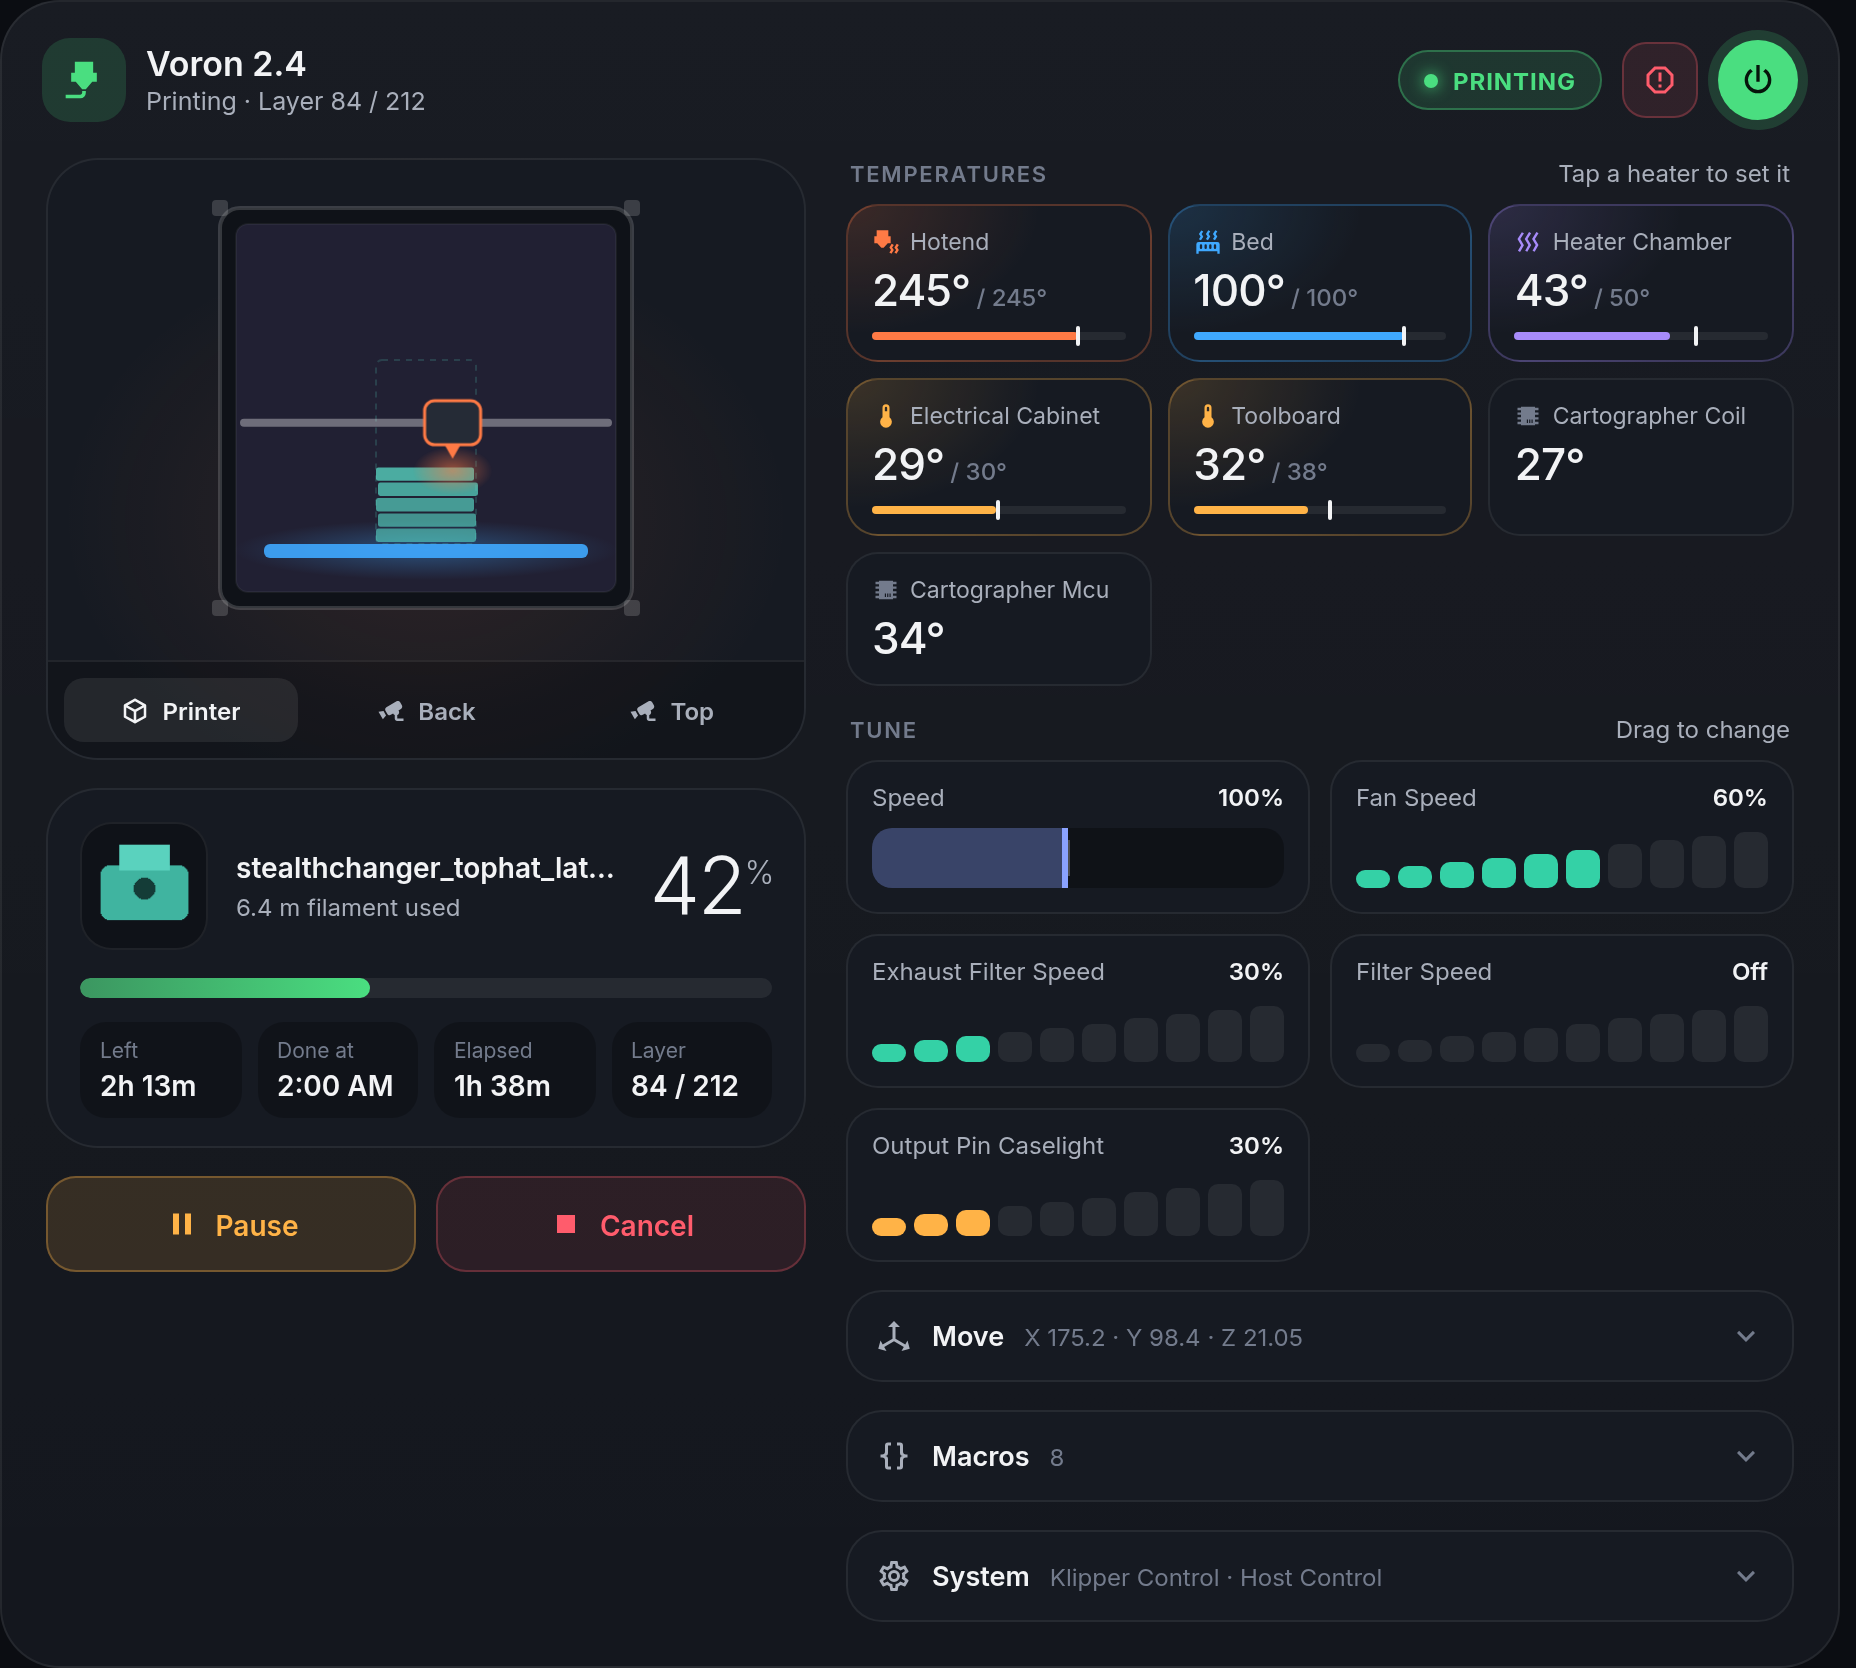 Voron 2.4
Printing · Layer 84 / 212
PRINTING
Printer
Back
Top
stealthchanger_tophat_lat...
6.4 m filament used
42%
Left
2h 13m
Done at
2:00 AM
Elapsed
1h 38m
Layer
84 / 212
Pause
Cancel
TEMPERATURES
Tap a heater to set it
Hotend
245° / 245°
Bed
100° / 100°
Heater Chamber
43° / 50°
Electrical Cabinet
29° / 30°
Toolboard
32° / 38°
Cartographer Coil
27°
Cartographer Mcu
34°
TUNE
Drag to change
Speed 100%
Fan Speed 60%
Exhaust Filter Speed 30%
Filter Speed Off
Output Pin Caselight 30%
Move X 175.2 · Y 98.4 · Z 21.05
Macros 8
System Klipper Control · Host Control